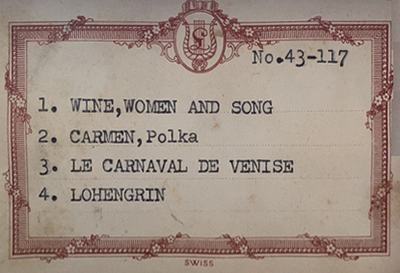 No.43-117
1. WINE,WOMEN AND SONG
2. CARMEN,Polka
3. LE CARNAVAL DE VENISE
4. LOHENGRIN
SWISS